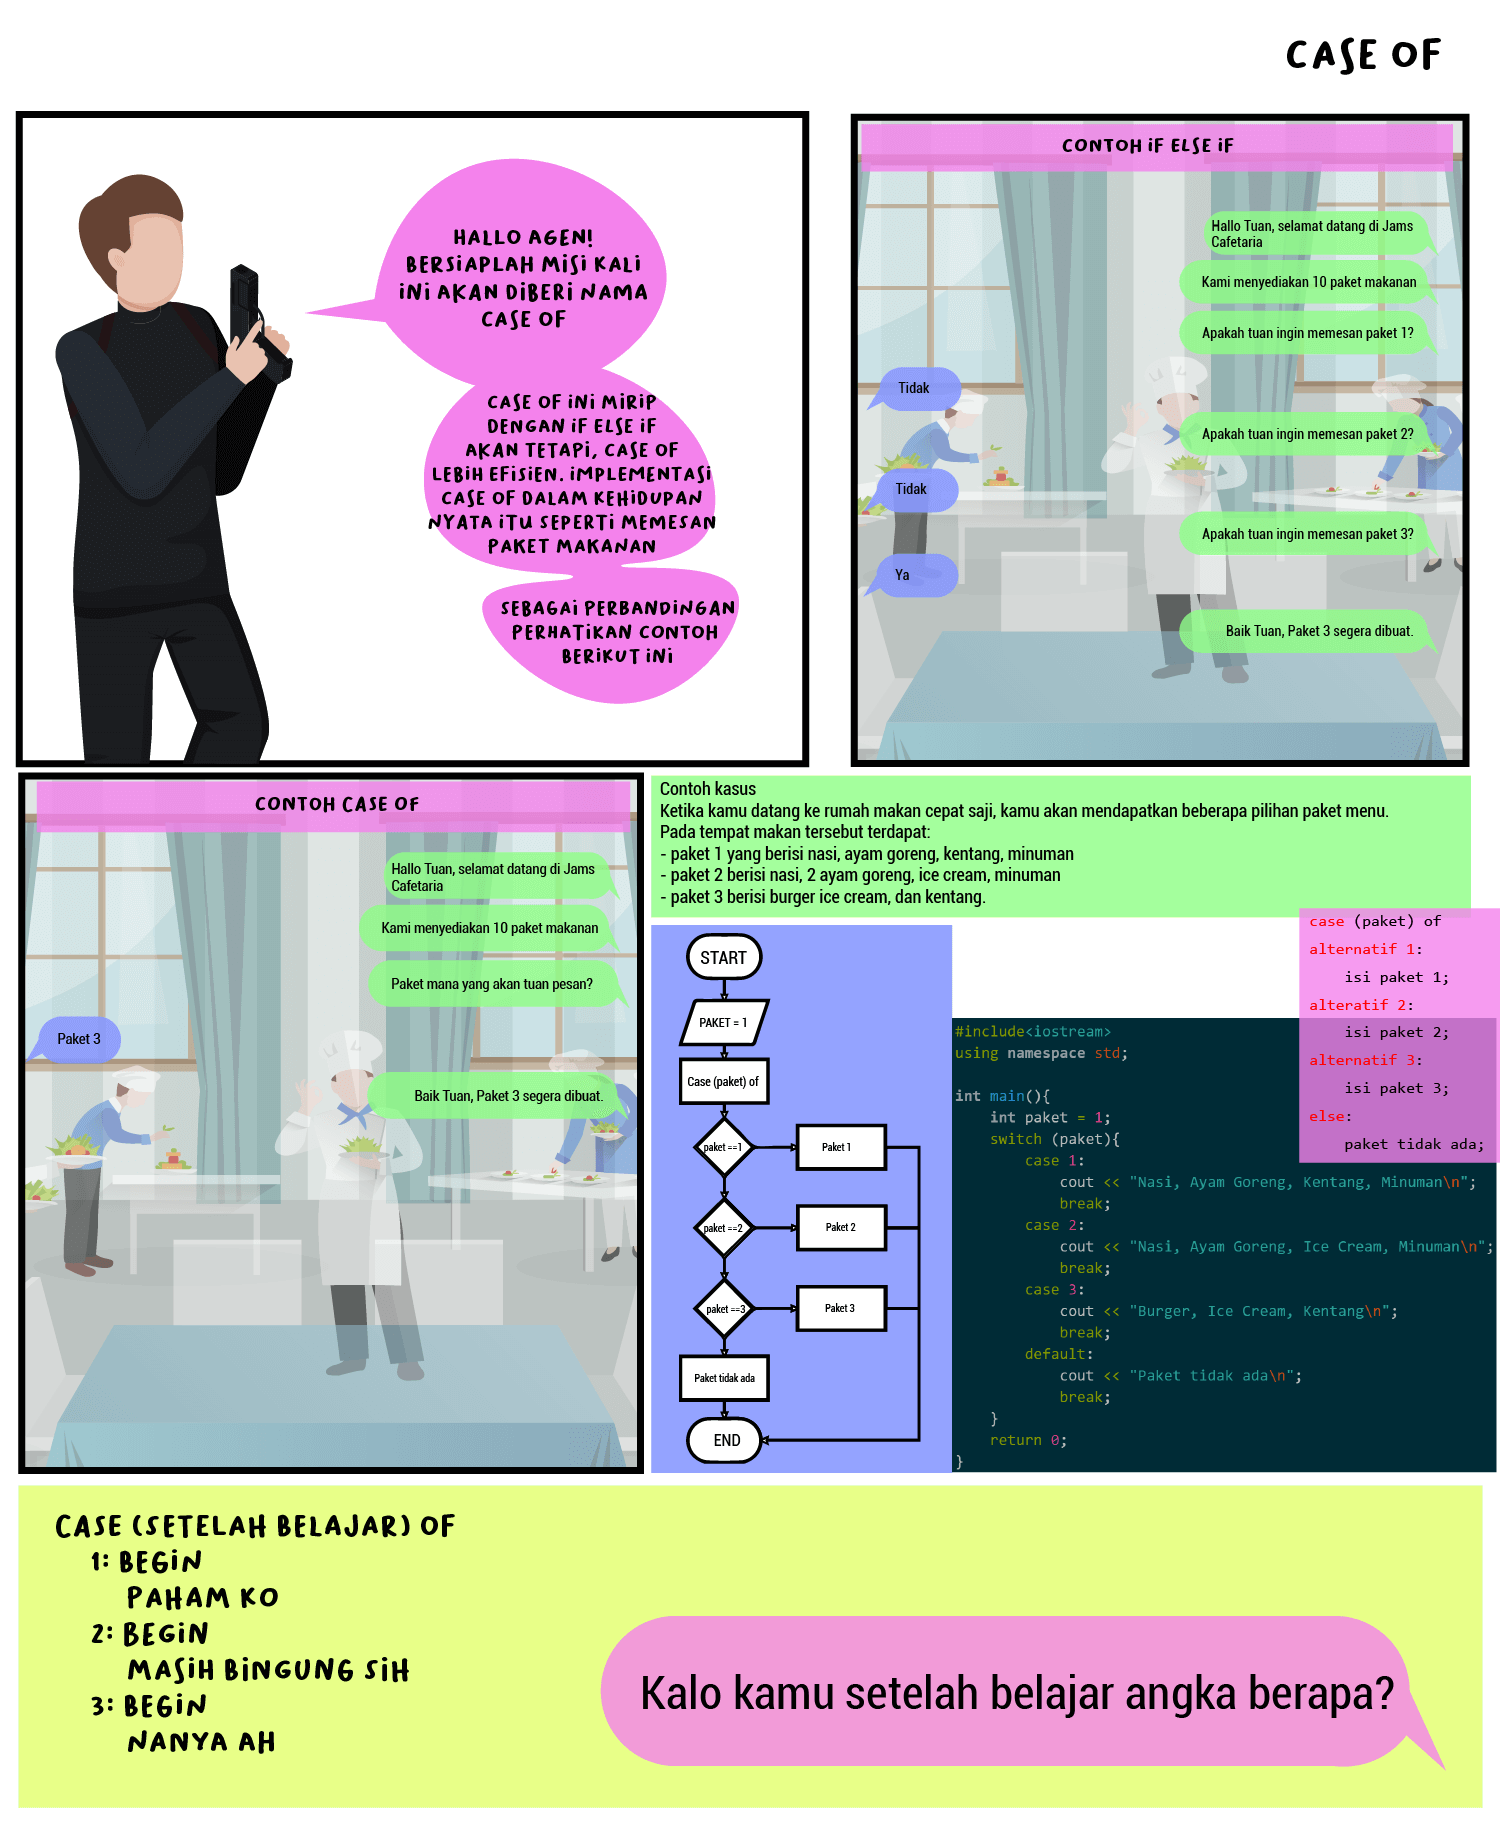 CASE OF
HALLO AGEN!
BERSIAPLAH MISI KALI
INI AKAN DIBERI NAMA
CASE OF
CASE OF INI MIRIP
DENGAN IF ELSE IF
AKAN TETAPI, CASE OF
LEBIH EFISIEN. IMPLEMENTASI
CASE OF DALAM KEHIDUPAN
NYATA ITU SEPERTI MEMESAN
PAKET MAKANAN
SEBAGAI PERBANDINGAN
PERHATIKAN CONTOH
BERIKUT INI
CONTOH IF ELSE IF
Hallo Tuan, selamat datang di Jams
Cafetaria
Kami menyediakan 10 paket makanan
Apakah tuan ingin memesan paket 1?
Tidak
Apakah tuan ingin memesan paket 2?
Tidak
Apakah tuan ingin memesan paket 3?
Ya
Baik Tuan, Paket 3 segera dibuat.
CONTOH CASE OF
Hallo Tuan, selamat datang di Jams
Cafetaria
Kami menyediakan 10 paket makanan
Paket mana yang akan tuan pesan?
Paket 3
Baik Tuan, Paket 3 segera dibuat.
Contoh kasus
Ketika kamu datang ke rumah makan cepat saji, kamu akan mendapatkan beberapa pilihan paket menu.
Pada tempat makan tersebut terdapat:
- paket 1 yang berisi nasi, ayam goreng, kentang, minuman
- paket 2 berisi nasi, 2 ayam goreng, ice cream, minuman
- paket 3 berisi burger ice cream, dan kentang.
START
PAKET = 1
Case (paket) of
paket ==1
Paket 1
paket ==2
Paket 2
paket ==3
Paket 3
Paket tidak ada
END
case (paket) of
alternatif 1:
isi paket 1;
alteratif 2:
isi paket 2;
alternatif 3:
isi paket 3;
else:
paket tidak ada;
#include<iostream>
using namespace std;
int main(){
int paket = 1;
switch (paket){
case 1:
cout << "Nasi, Ayam Goreng, Kentang, Minuman\n";
break;
case 2:
cout << "Nasi, Ayam Goreng, Ice Cream, Minuman\n";
break;
case 3:
cout << "Burger, Ice Cream, Kentang\n";
break;
default:
cout << "Paket tidak ada\n";
break;
}
return 0;
}
CASE (SETELAH BELAJAR) OF
1: BEGIN
PAHAM KO
2: BEGIN
MASIH BINGUNG SIH
3: BEGIN
NANYA AH
Kalo kamu setelah belajar angka berapa?